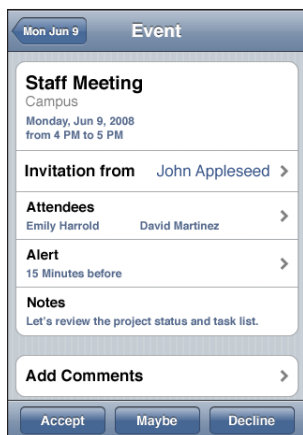 Mon Jun 9 Event
Staff Meeting
Campus
Monday, Jun 9, 2008
from 4 PM to 5 PM
Invitation from John Appleseed
Attendees
Emily Harrold David Martinez
Alert
15 Minutes before
Notes
Let's review the project status and task list.
Add Comments
Accept Maybe Decline